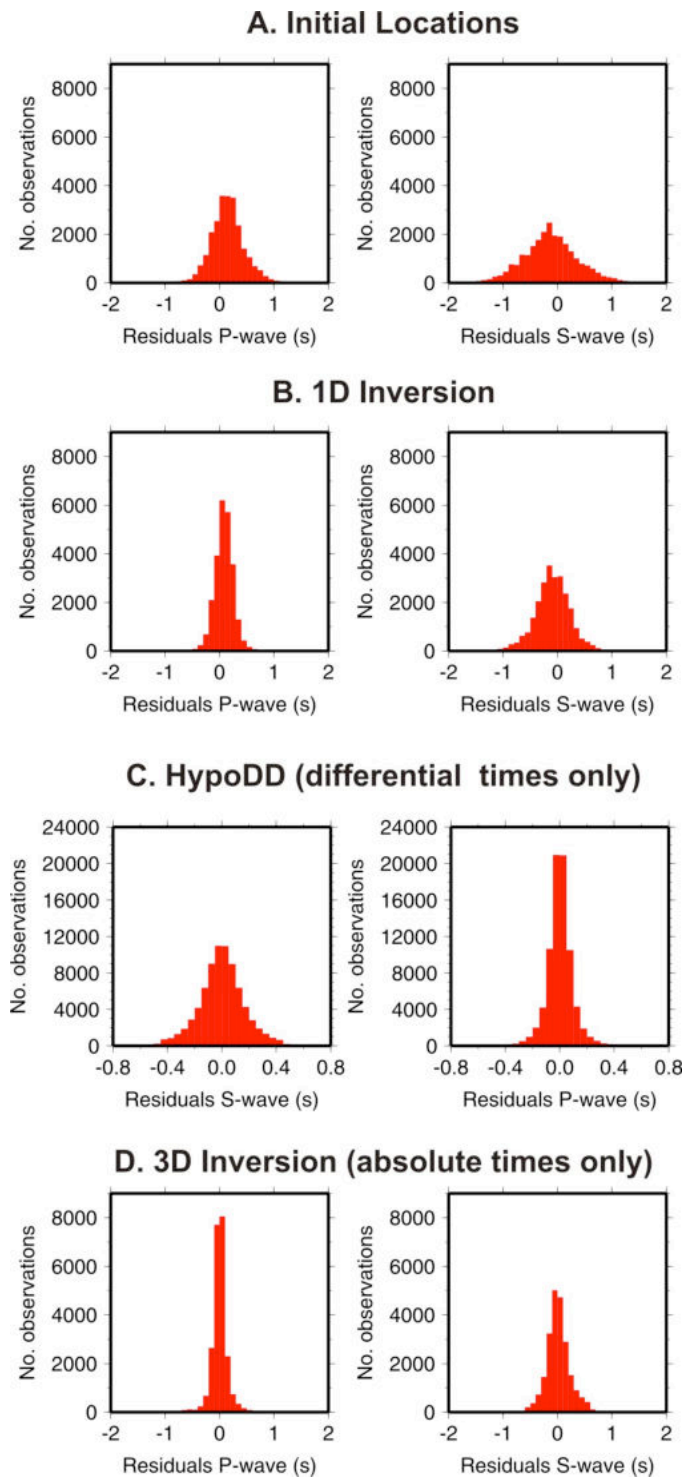 A. Initial Locations
No. observations
8000
6000
4000
2000
0
-2 -1 0 1 2
Residuals P-wave (s)
No. observations
8000
6000
4000
2000
0
-2 -1 0 1 2
Residuals S-wave (s)
B. 1D Inversion
No. observations
8000
6000
4000
2000
0
-2 -1 0 1 2
Residuals P-wave (s)
No. observations
8000
6000
4000
2000
0
-2 -1 0 1 2
Residuals S-wave (s)
C. HypoDD (differential times only)
No. observations
24000
20000
16000
12000
8000
4000
0
-0.8 -0.4 0.0 0.4 0.8
Residuals S-wave (s)
No. observations
24000
20000
16000
12000
8000
4000
0
-0.8 -0.4 0.0 0.4 0.8
Residuals P-wave (s)
D. 3D Inversion (absolute times only)
No. observations
8000
6000
4000
2000
0
-2 -1 0 1 2
Residuals P-wave (s)
No. observations
8000
6000
4000
2000
0
-2 -1 0 1 2
Residuals S-wave (s)